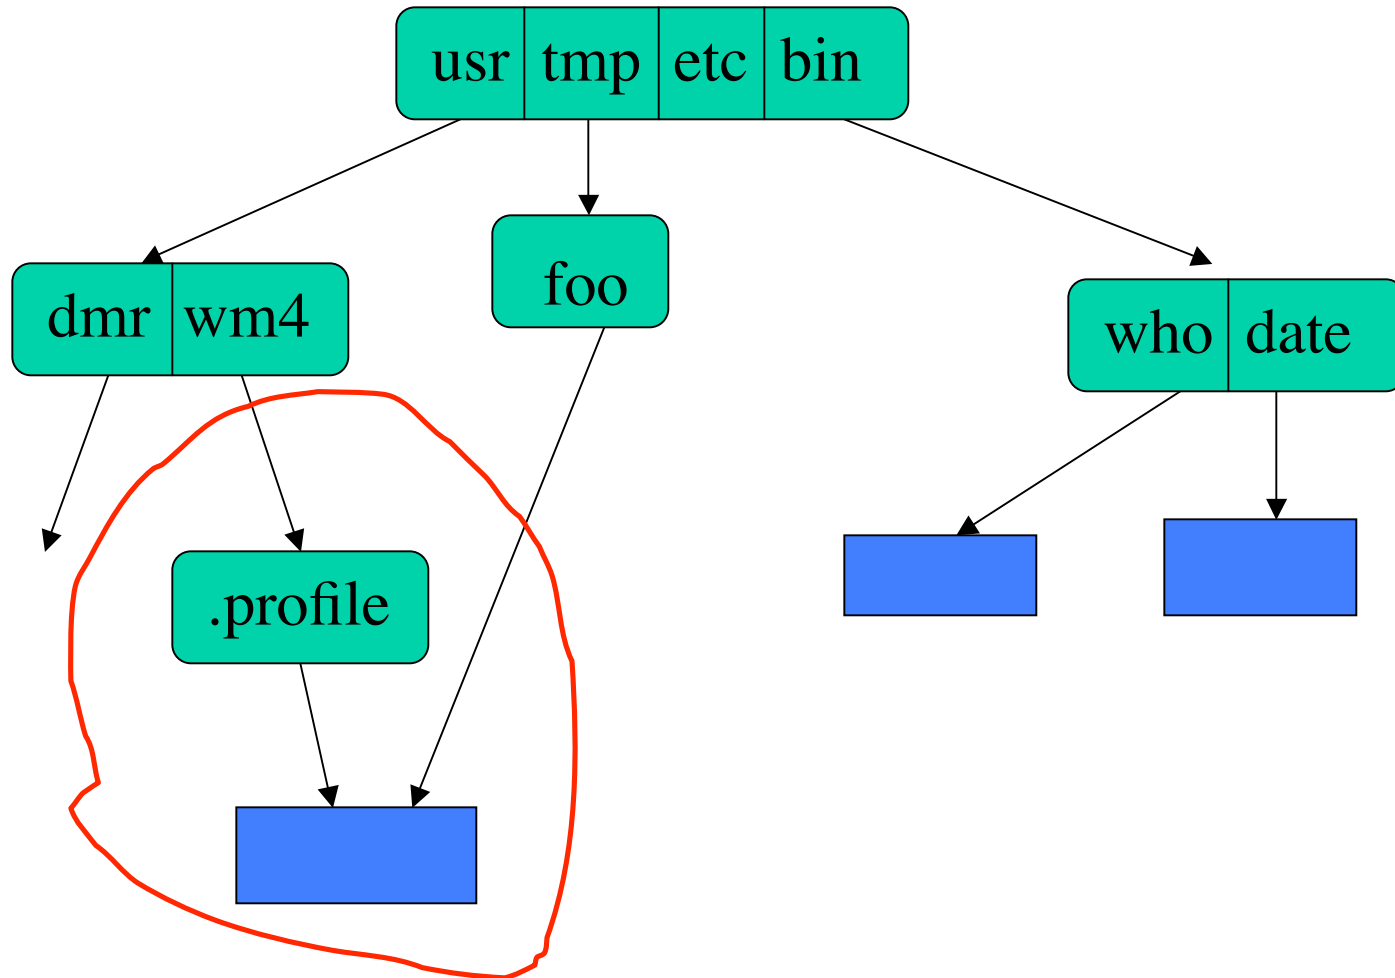 usr tmp etc bin
foo
dmr wm4
who date
.profile